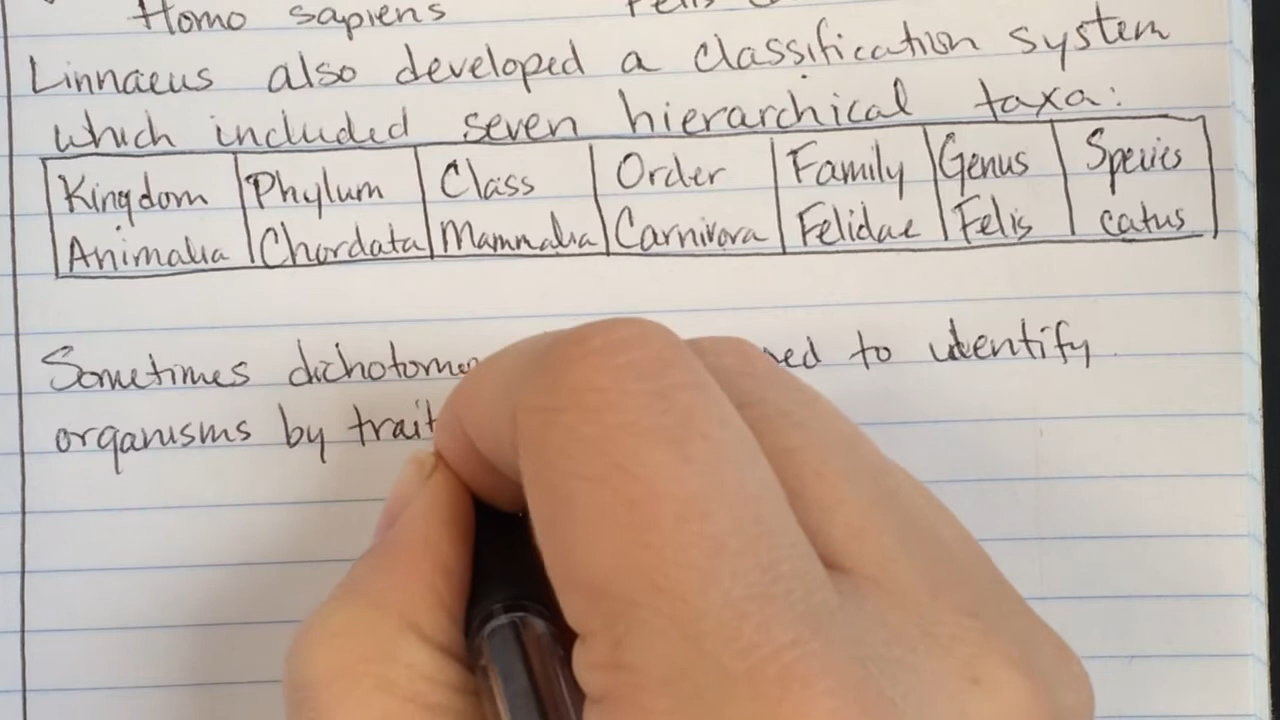 Homo sapiens Felis
Linnaeus also developed a classification system
which included seven hierarchical taxa:
Kingdom Phylum Class Order Family Genus Species
Animalia Chordata Mammalia Carnivora Felidae Felis catus
Sometimes to identify
organisms by trait